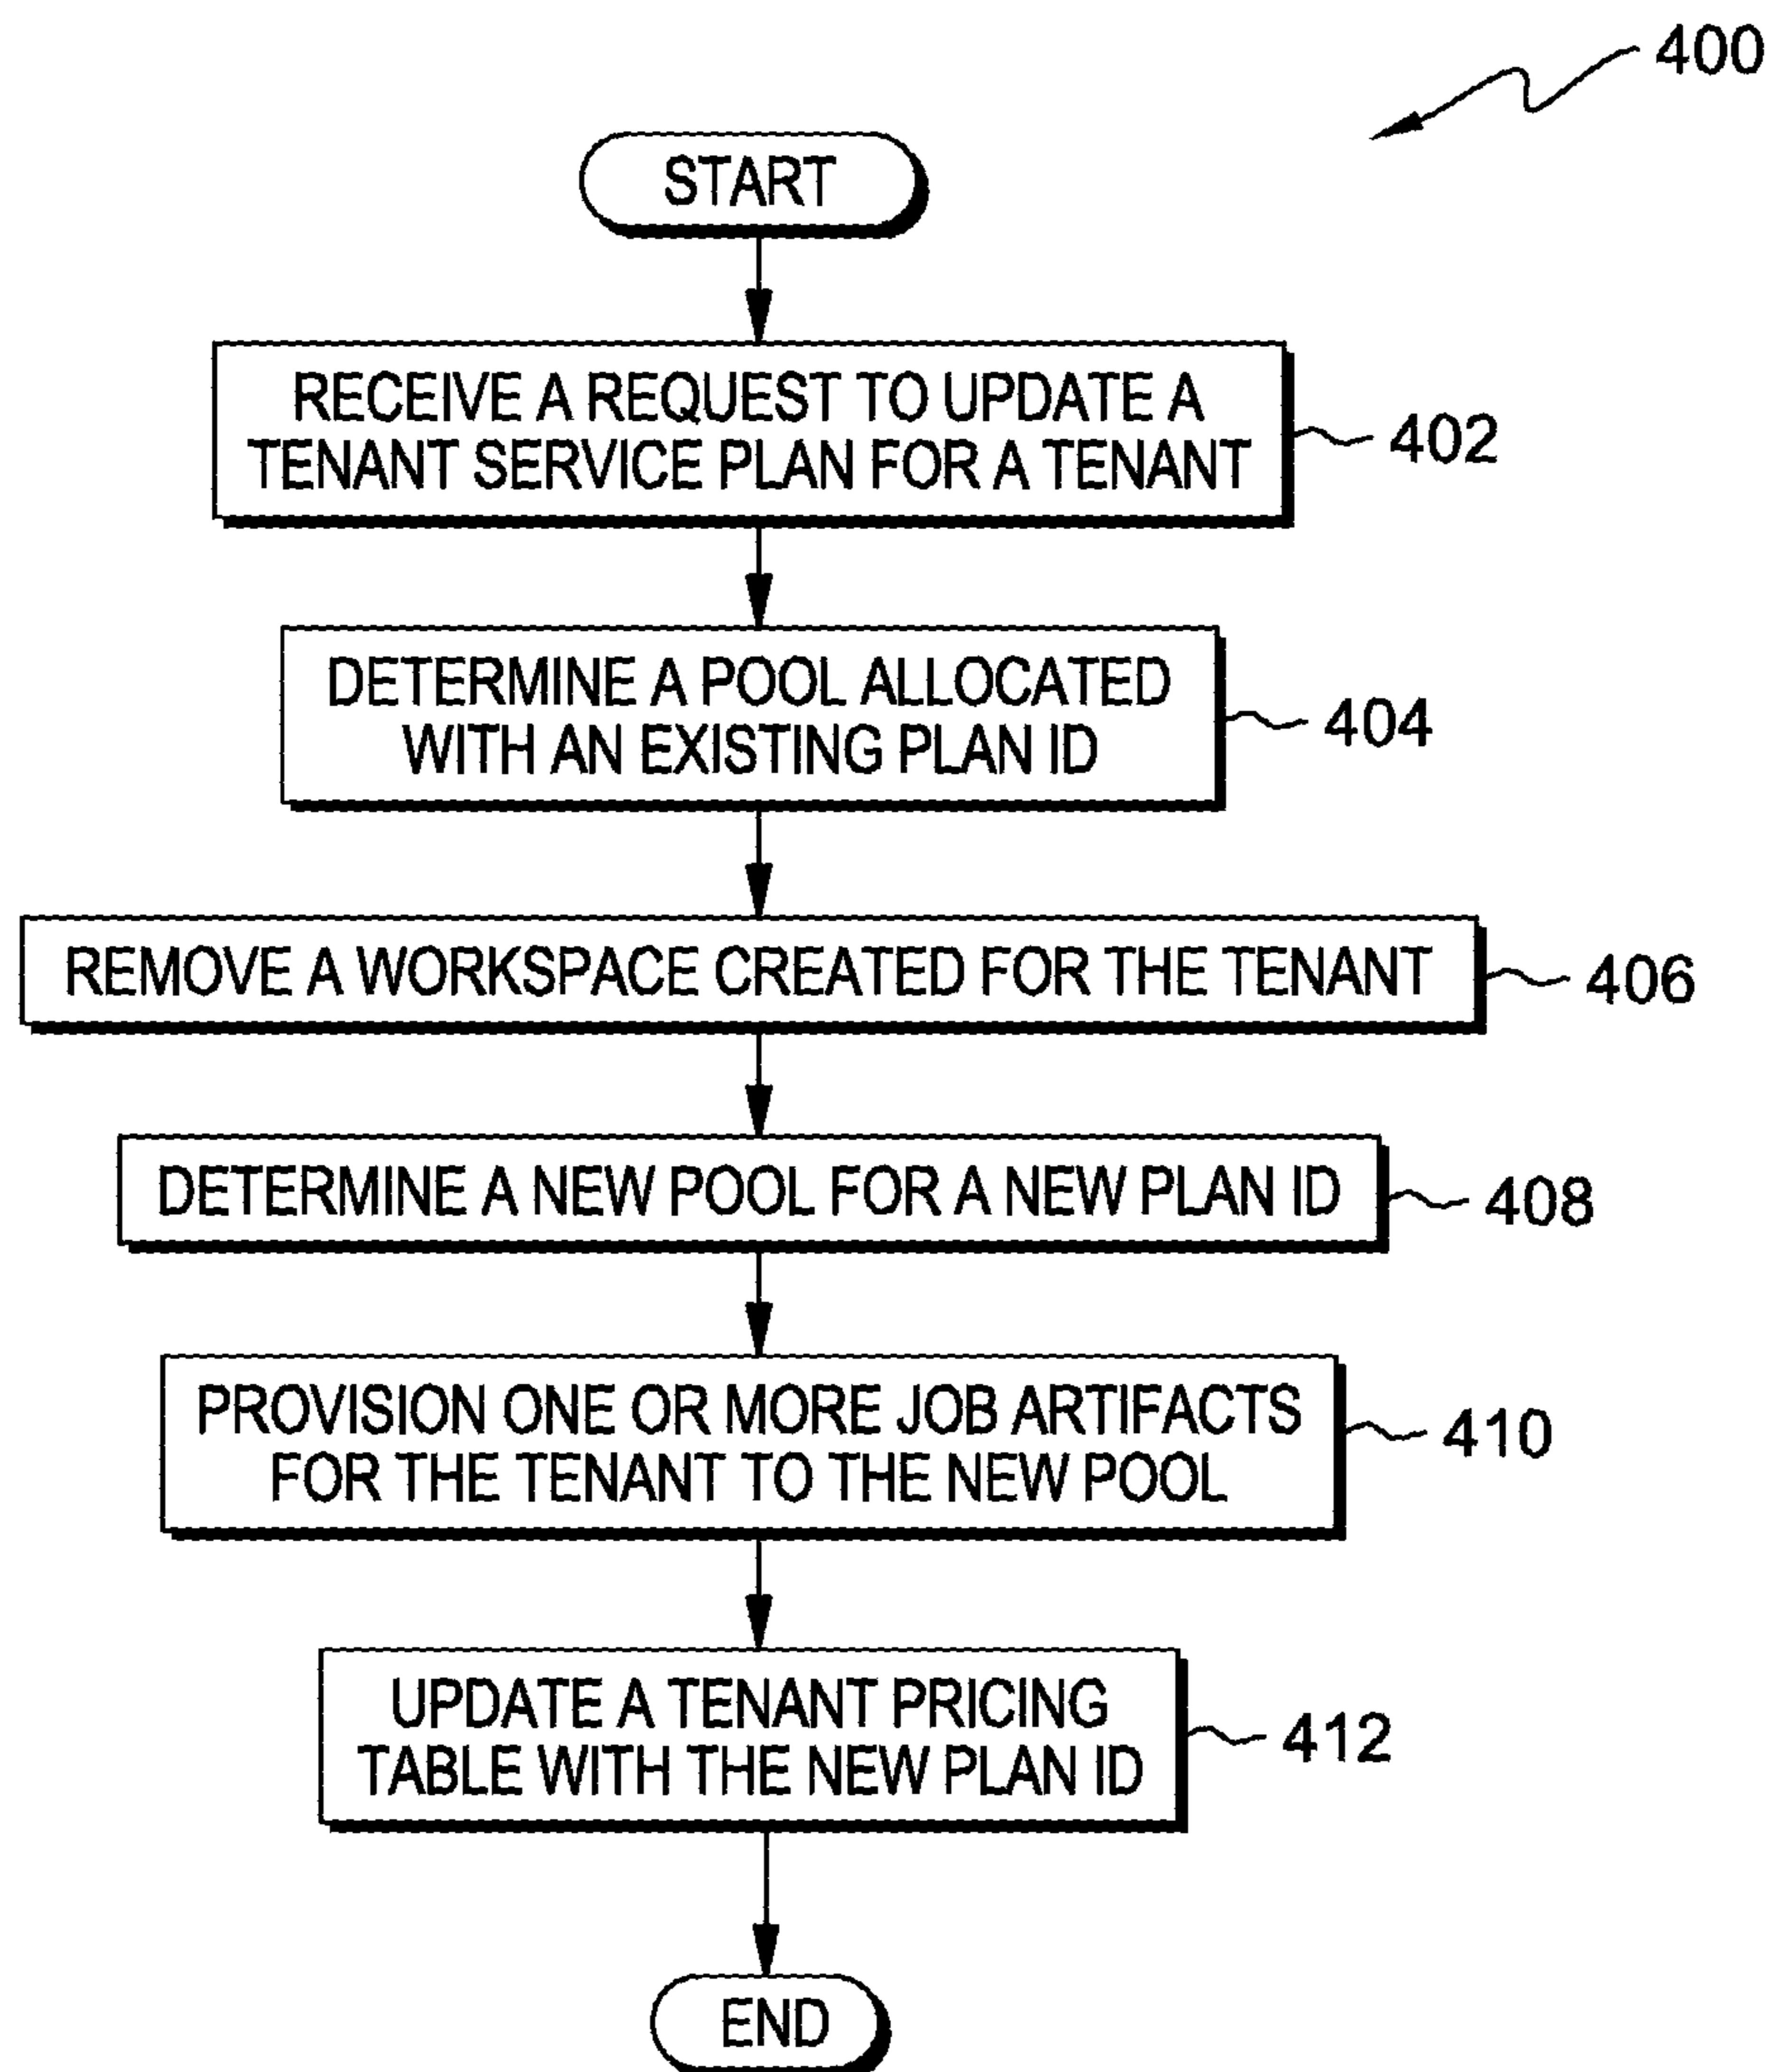 400
START
RECEIVE A REQUEST TO UPDATE A
TENANT SERVICE PLAN FOR A TENANT
402
DETERMINE A POOL ALLOCATED
WITH AN EXISTING PLAN ID
404
REMOVE A WORKSPACE CREATED FOR THE TENANT
406
DETERMINE A NEW POOL FOR A NEW PLAN ID
408
PROVISION ONE OR MORE JOB ARTIFACTS
FOR THE TENANT TO THE NEW POOL
410
UPDATE A TENANT PRICING
TABLE WITH THE NEW PLAN ID
412
END